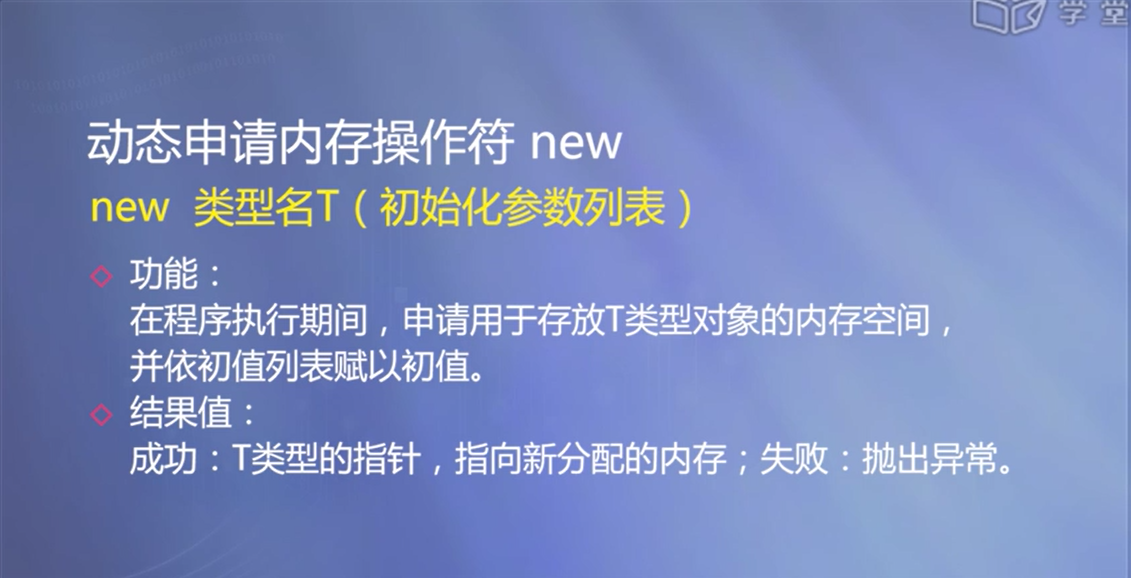 学堂
动态申请内存操作符 new
new 类型名T（初始化参数列表）
功能：
在程序执行期间，申请用于存放T类型对象的内存空间，
并依初值列表赋以初值。
结果值：
成功：T类型的指针，指向新分配的内存；失败：抛出异常。